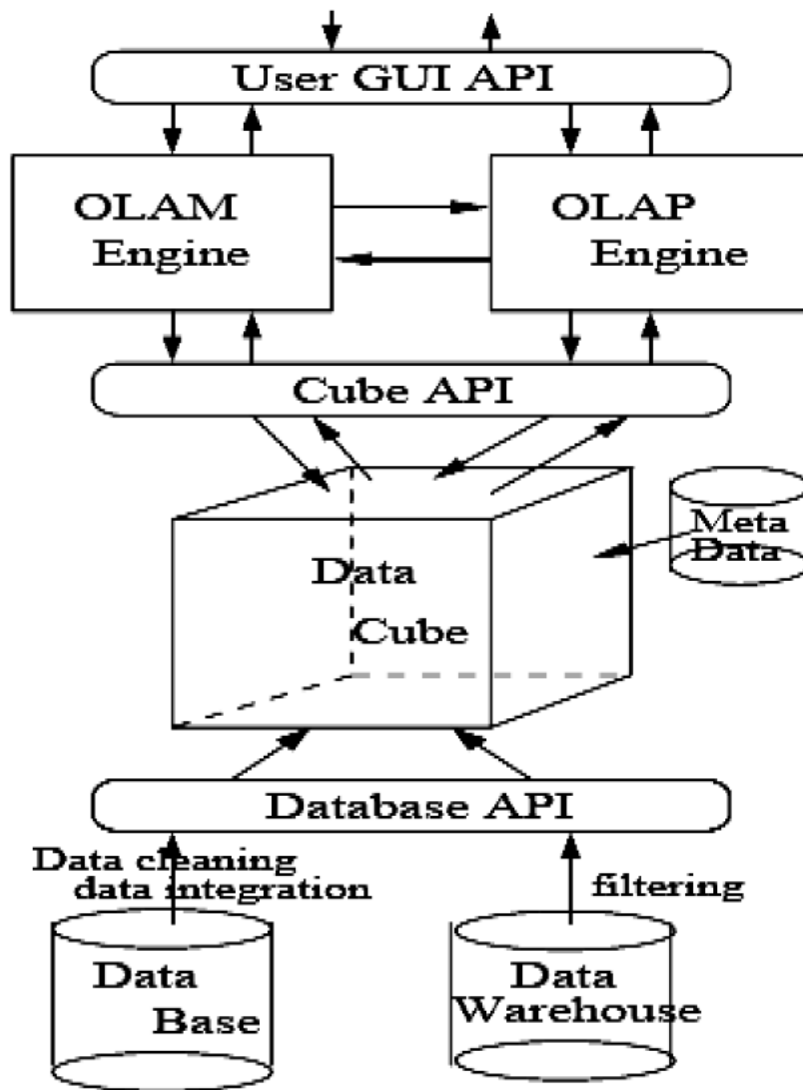 User GUI API
OLAM
Engine
OLAP
Engine
Cube API
Meta
Data
Data
Cube
Database API
Data cleaning
data integration
filtering
Data
Base
Data
Warehouse